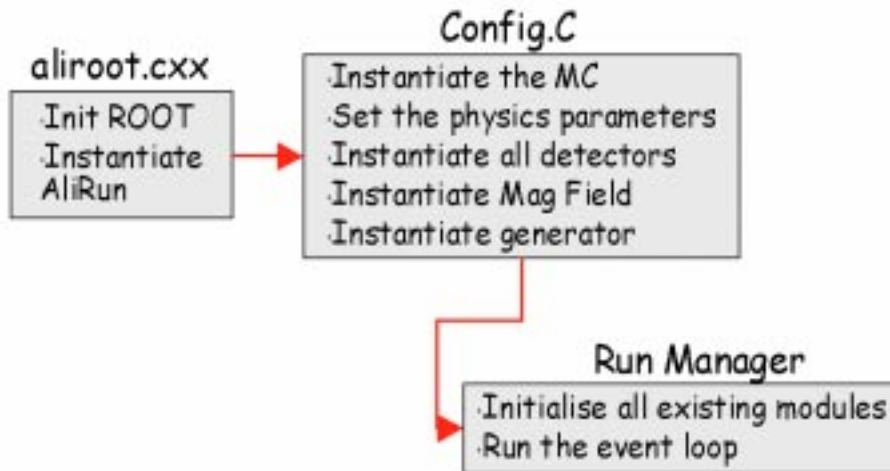 aliroot.cxx
·Init ROOT
·Instantiate
AliRun
Config.C
·Instantiate the MC
·Set the physics parameters
·Instantiate all detectors
·Instantiate Mag Field
·Instantiate generator
Run Manager
·Initialise all existing modules
·Run the event loop